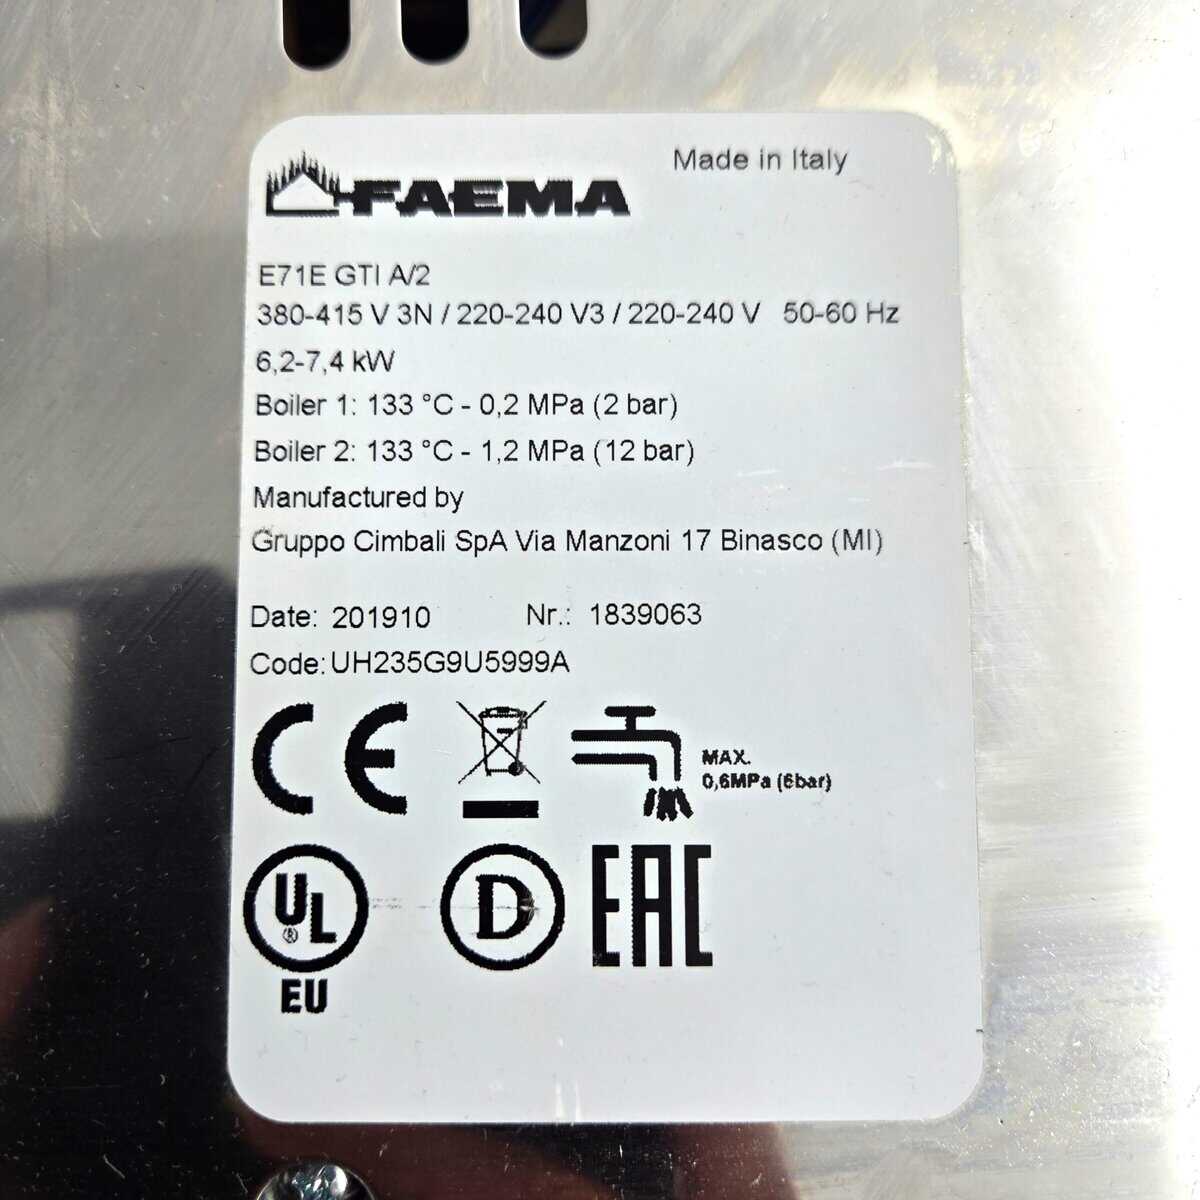 FAEMA
Made in Italy
E71E GTI A/2
380-415 V 3N / 220-240 V3 / 220-240 V 50-60 Hz
6,2-7,4 kW
Boiler 1: 133 °C - 0,2 MPa (2 bar)
Boiler 2: 133 °C - 1,2 MPa (12 bar)
Manufactured by
Gruppo Cimbali SpA Via Manzoni 17 Binasco (MI)
Date: 201910 Nr.: 1839063
Code: UH235G9U5999A
CE
MAX.
0,6MPa (6bar)
UL ®
EU
D
EAC